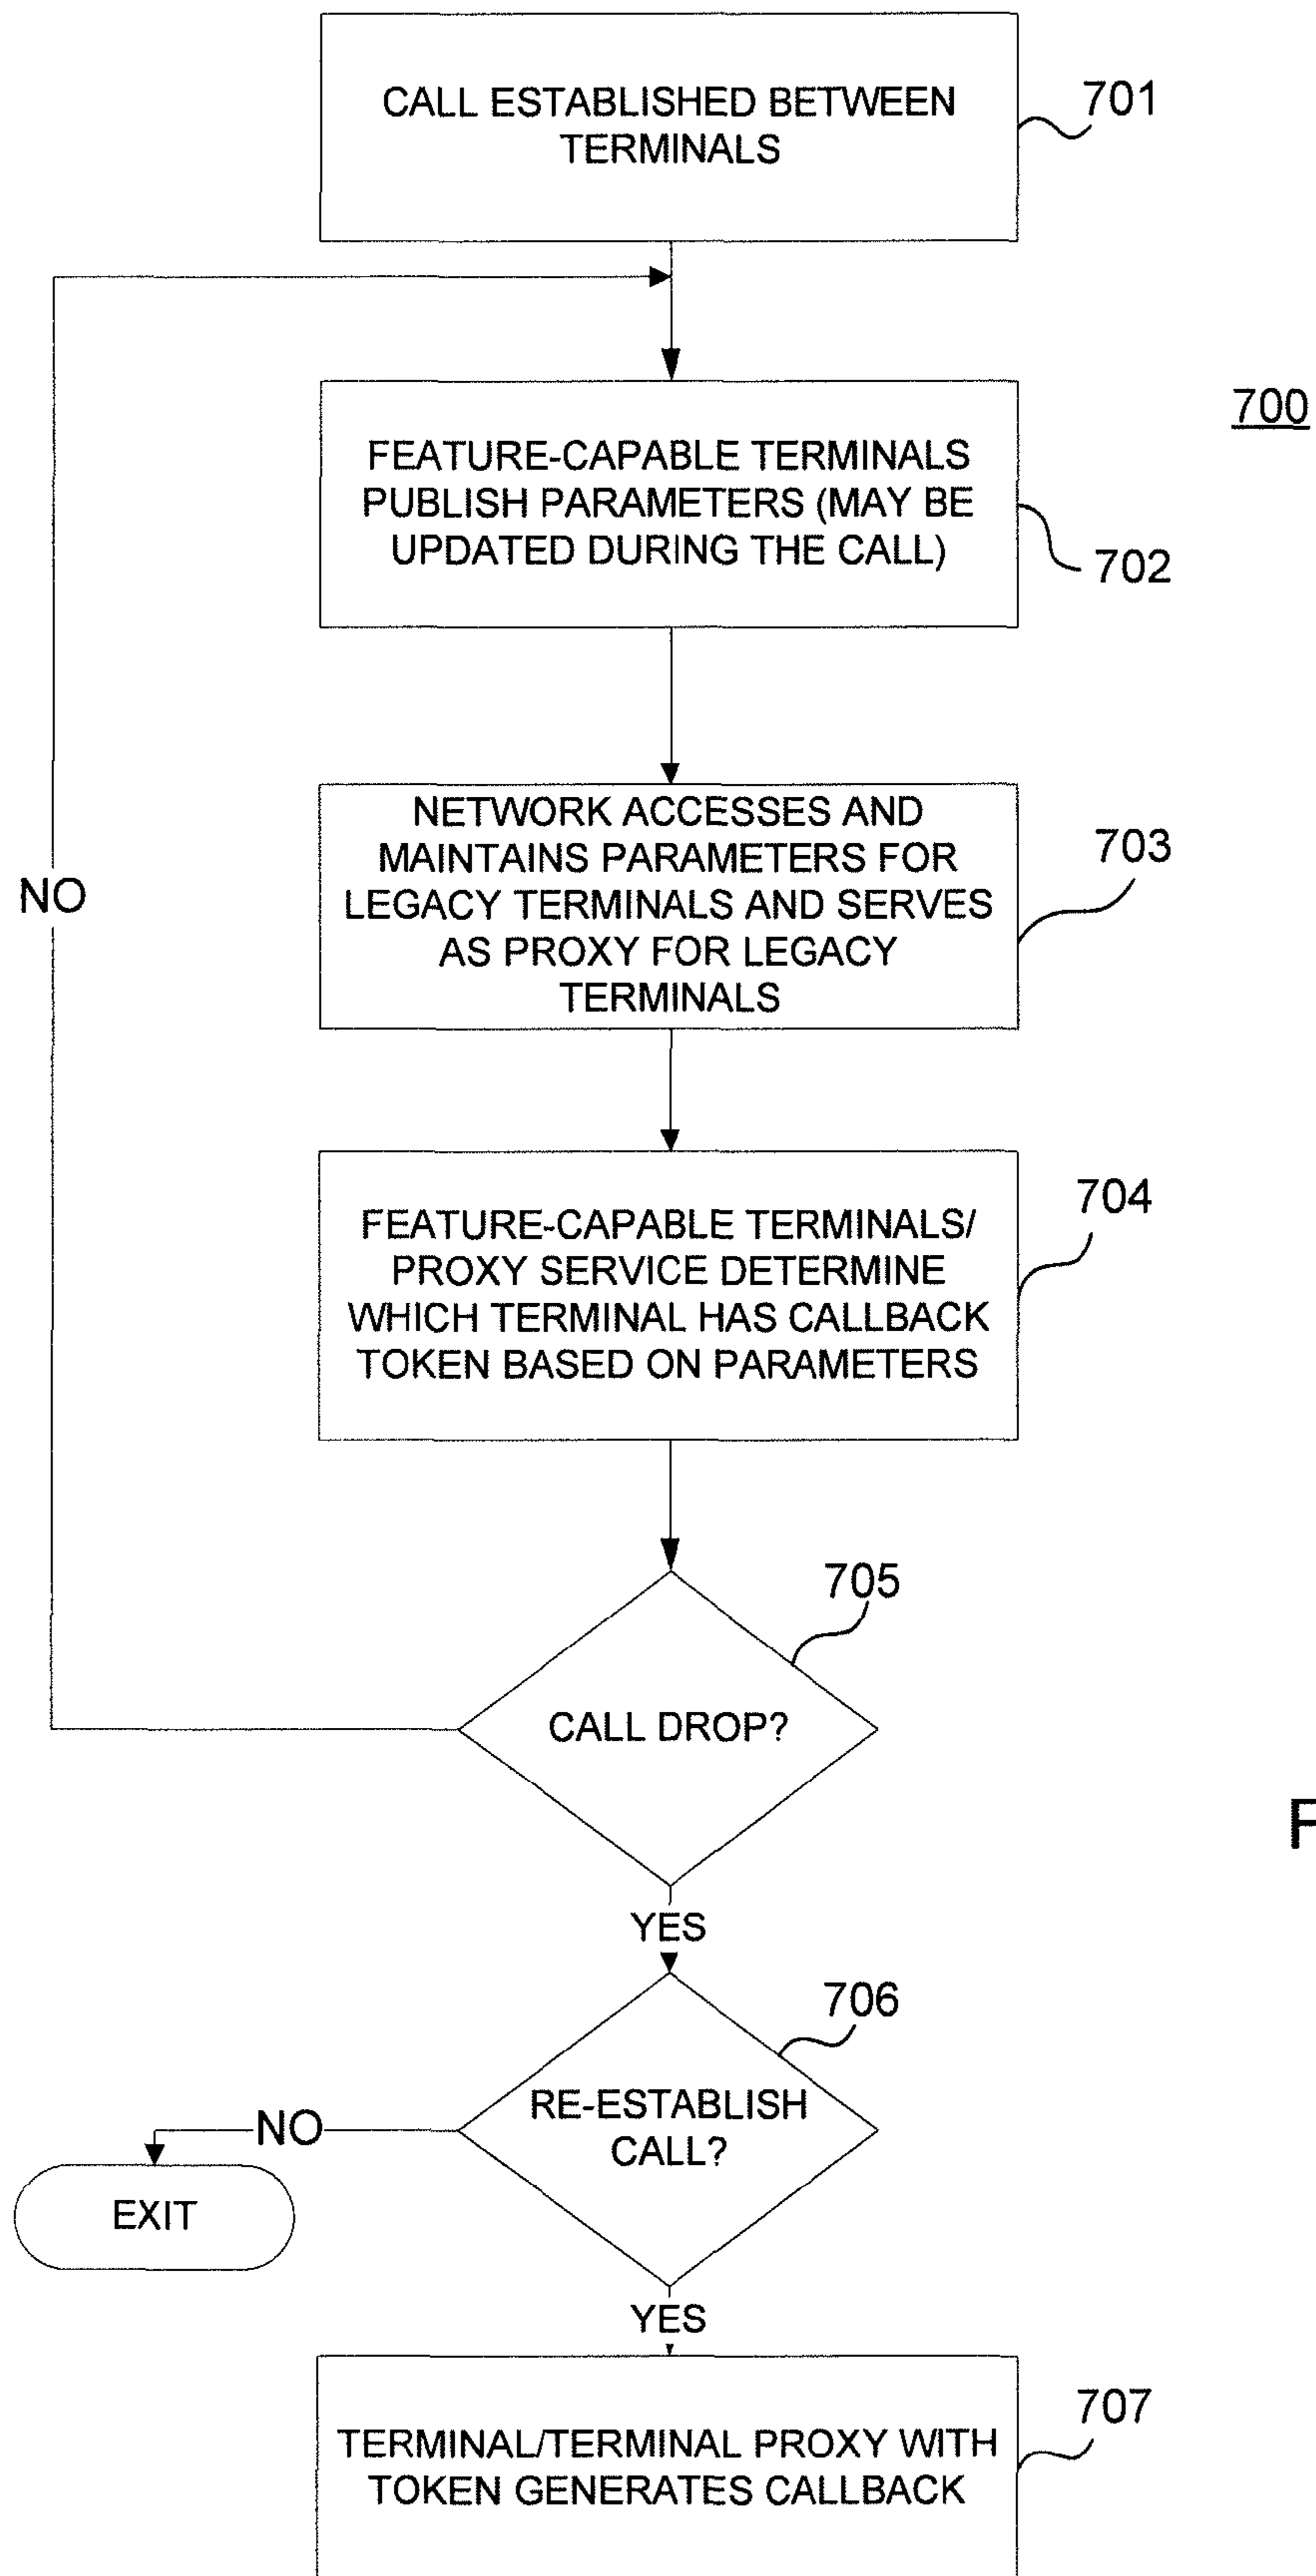 CALL ESTABLISHED BETWEEN
TERMINALS
701
700
FEATURE-CAPABLE TERMINALS
PUBLISH PARAMETERS (MAY BE
UPDATED DURING THE CALL)
702
NETWORK ACCESSES AND
MAINTAINS PARAMETERS FOR
LEGACY TERMINALS AND SERVES
AS PROXY FOR LEGACY
TERMINALS
703
NO
FEATURE-CAPABLE TERMINALS/
PROXY SERVICE DETERMINE
WHICH TERMINAL HAS CALLBACK
TOKEN BASED ON PARAMETERS
704
CALL DROP?
705
F
YES
RE-ESTABLISH
CALL?
706
NO
EXIT
YES
TERMINAL/TERMINAL PROXY WITH
TOKEN GENERATES CALLBACK
707